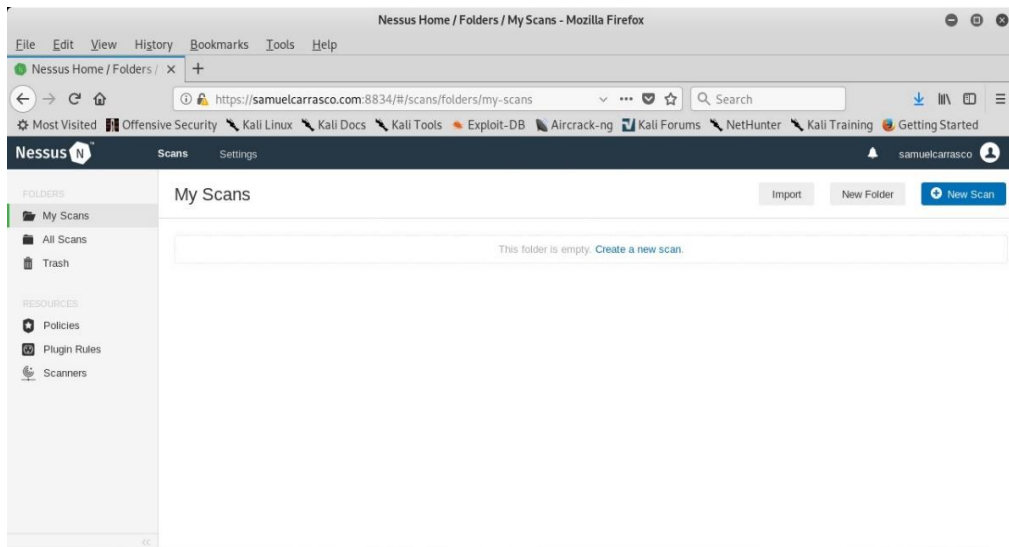 Nessus Home / Folders / My Scans - Mozilla Firefox
File Edit View History Bookmarks Tools Help
Nessus Home / Folders / × +
https://samuelcarrasco.com:8834/#/scans/folders/my-scans Search
Most Visited Offensive Security Kali Linux Kali Docs Kali Tools Exploit-DB Aircrack-ng Kali Forums NetHunter Kali Training Getting Started
Nessus N Scans Settings samuelcarrasco
FOLDERS
My Scans
All Scans
Trash
RESOURCES
Policies
Plugin Rules
Scanners
My Scans Import New Folder New Scan
This folder is empty. Create a new scan.